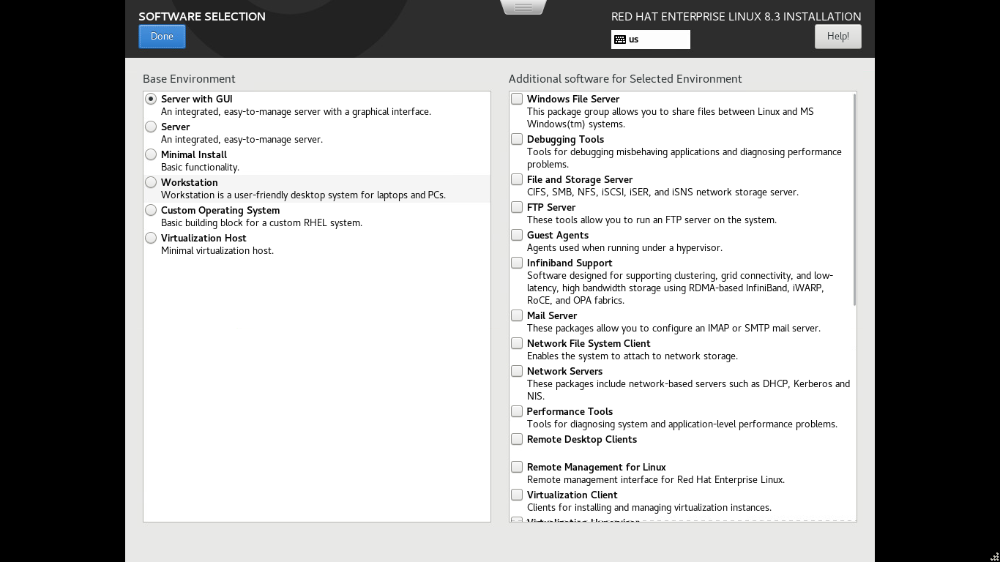 SOFTWARE SELECTION
Done
RED HAT ENTERPRISE LINUX 8.3 INSTALLATION
us
Help!
Base Environment
Server with GUI
An integrated, easy-to-manage server with a graphical interface.
Server
An integrated, easy-to-manage server.
Minimal Install
Basic functionality.
Workstation
Workstation is a user-friendly desktop system for laptops and PCs.
Custom Operating System
Basic building block for a custom RHEL system.
Virtualization Host
Minimal virtualization host.
Additional software for Selected Environment
Windows File Server
This package group allows you to share files between Linux and MS
Windows(tm) systems.
Debugging Tools
Tools for debugging misbehaving applications and diagnosing performance
problems.
File and Storage Server
CIFS, SMB, NFS, iSCSI, iSER, and iSNS network storage server.
FTP Server
These tools allow you to run an FTP server on the system.
Guest Agents
Agents used when running under a hypervisor.
Infiniband Support
Software designed for supporting clustering, grid connectivity, and low-
latency, high bandwidth storage using RDMA-based InfiniBand, iWARP,
RoCE, and OPA fabrics.
Mail Server
These packages allow you to configure an IMAP or SMTP mail server.
Network File System Client
Enables the system to attach to network storage.
Network Servers
These packages include network-based servers such as DHCP, Kerberos and
NIS.
Performance Tools
Tools for diagnosing system and application-level performance problems.
Remote Desktop Clients
Remote Management for Linux
Remote management interface for Red Hat Enterprise Linux.
Virtualization Client
Clients for installing and managing virtualization instances.
Virtualization Hypervisor